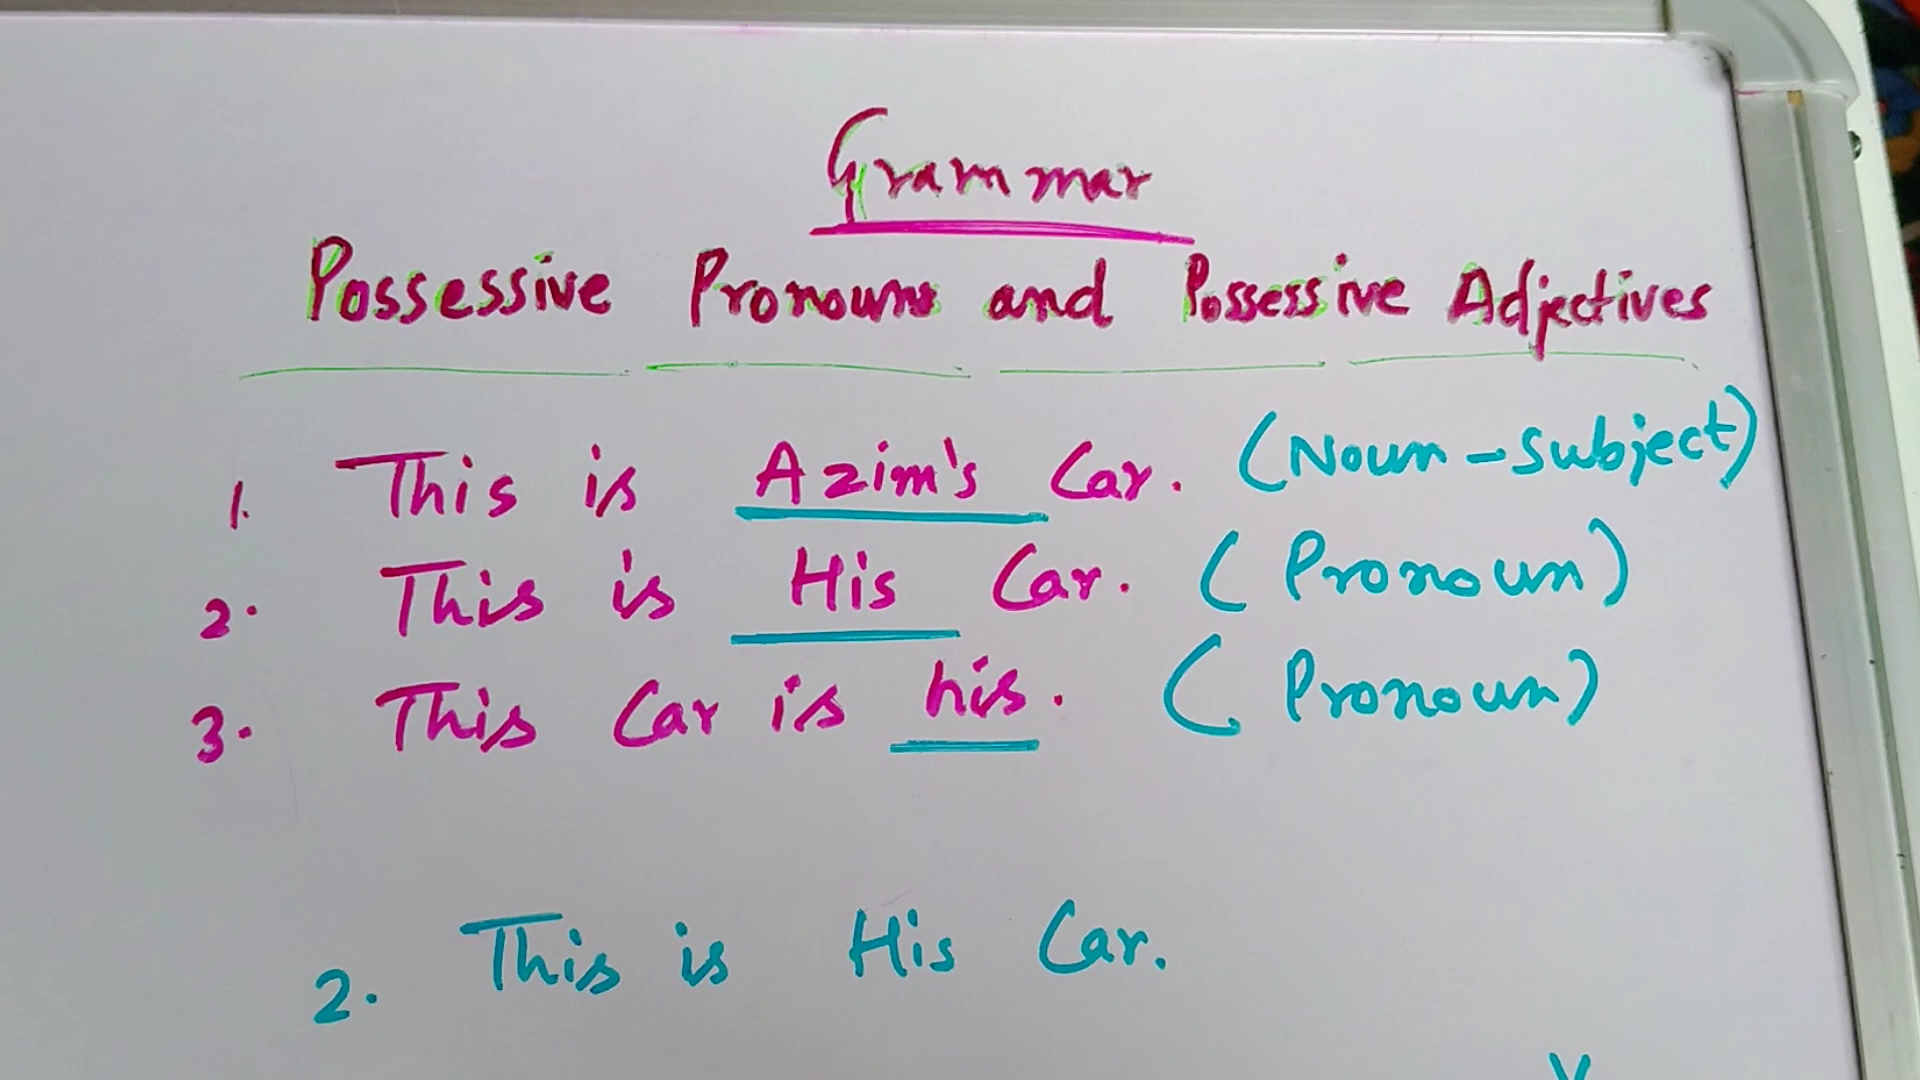 Grammar
Possessive Pronouns and Possessive Adjectives
1. This is Azim's Car. (Noun-Subject)
2. This is His Car. (Pronoun)
3. This Car is his. (Pronoun)
2. This is His Car.